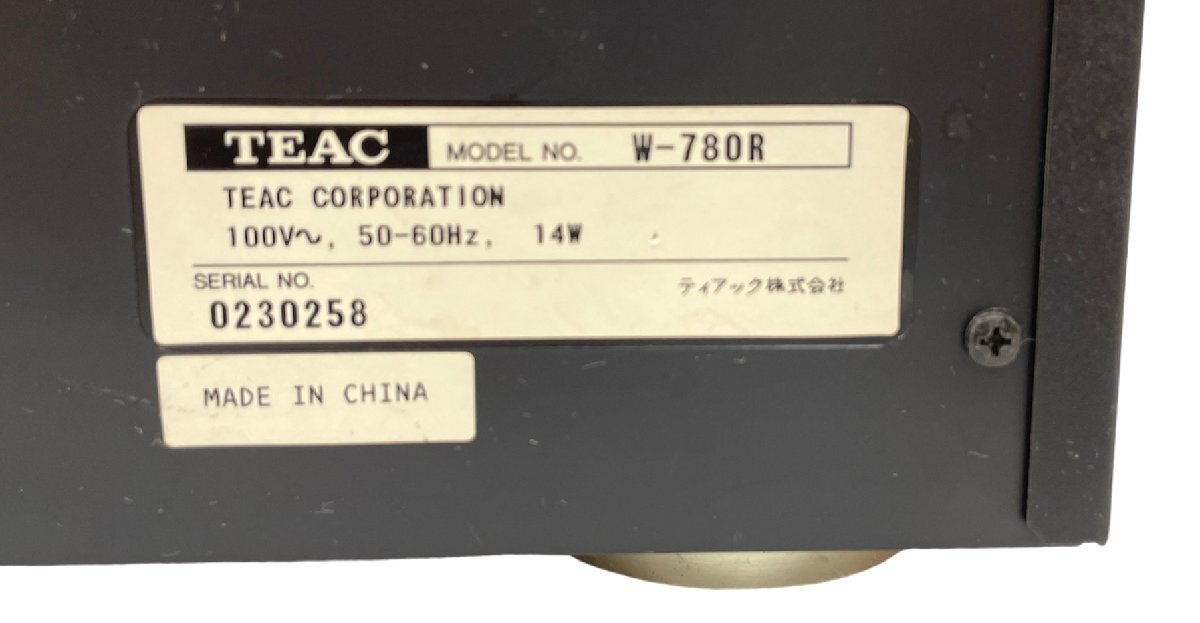 TEAC MODEL NO. W-780R
TEAC CORPORATION
100V～, 50-60Hz, 14W
SERIAL NO.
ティアック株式会社
0230258
MADE IN CHINA